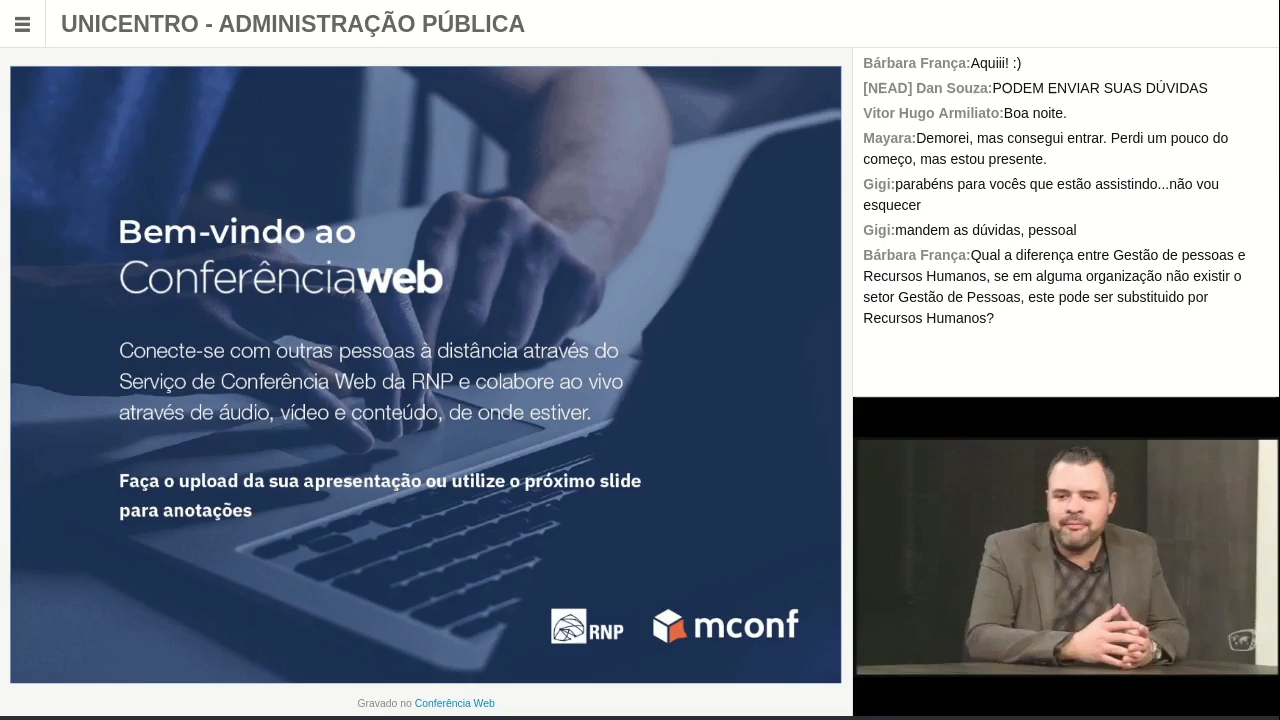 UNICENTRO - ADMINISTRAÇÃO PÚBLICA
Bem-vindo ao
Conferênciaweb
Conecte-se com outras pessoas à distância através do
Serviço de Conferência Web da RNP e colabore ao vivo
através de áudio, vídeo e conteúdo, de onde estiver.
Faça o upload da sua apresentação ou utilize o próximo slide
para anotações
RNP
mconf
Gravado no Conferência Web
Bárbara França:Aquiii! :)
[NEAD] Dan Souza:PODEM ENVIAR SUAS DÚVIDAS
Vitor Hugo Armiliato:Boa noite.
Mayara:Demorei, mas consegui entrar. Perdi um pouco do
começo, mas estou presente.
Gigi:parabéns para vocês que estão assistindo...não vou
esquecer
Gigi:mandem as dúvidas, pessoal
Bárbara França:Qual a diferença entre Gestão de pessoas e
Recursos Humanos, se em alguma organização não existir o
setor Gestão de Pessoas, este pode ser substituido por
Recursos Humanos?